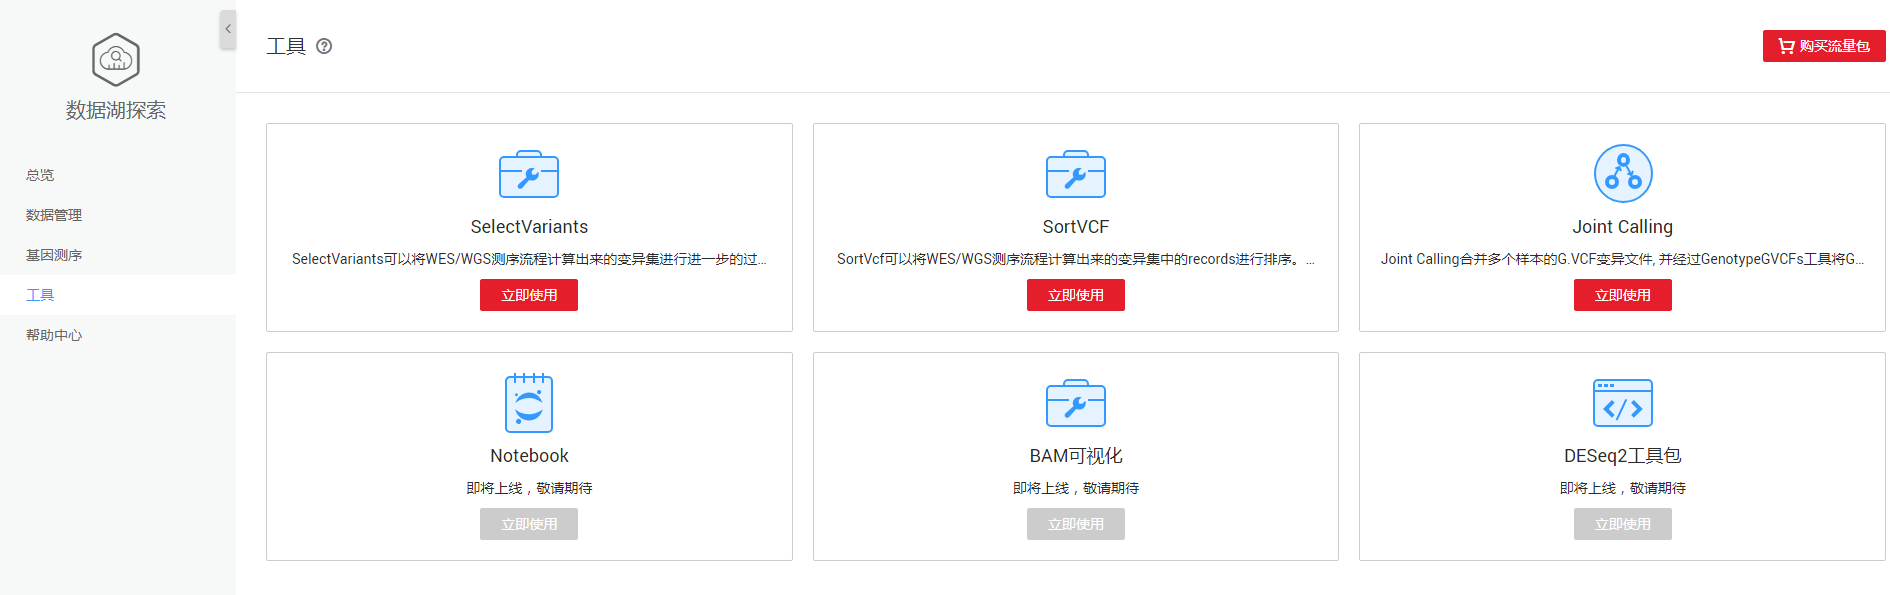 数据湖探索
总览
数据管理
基因测序
工具
帮助中心
工具
购买流量包
SelectVariants
SelectVariants可以将WES/WGS测序流程计算出来的变异集进行进一步的过...
立即使用
SortVCF
SortVcf可以将WES/WGS测序流程计算出来的变异集中的records进行排序。...
立即使用
Joint Calling
Joint Calling合并多个样本的G.VCF变异文件, 并经过GenotypeGVCFs工具将G...
立即使用
Notebook
即将上线，敬请期待
立即使用
BAM可视化
即将上线，敬请期待
立即使用
DESeq2工具包
即将上线，敬请期待
立即使用